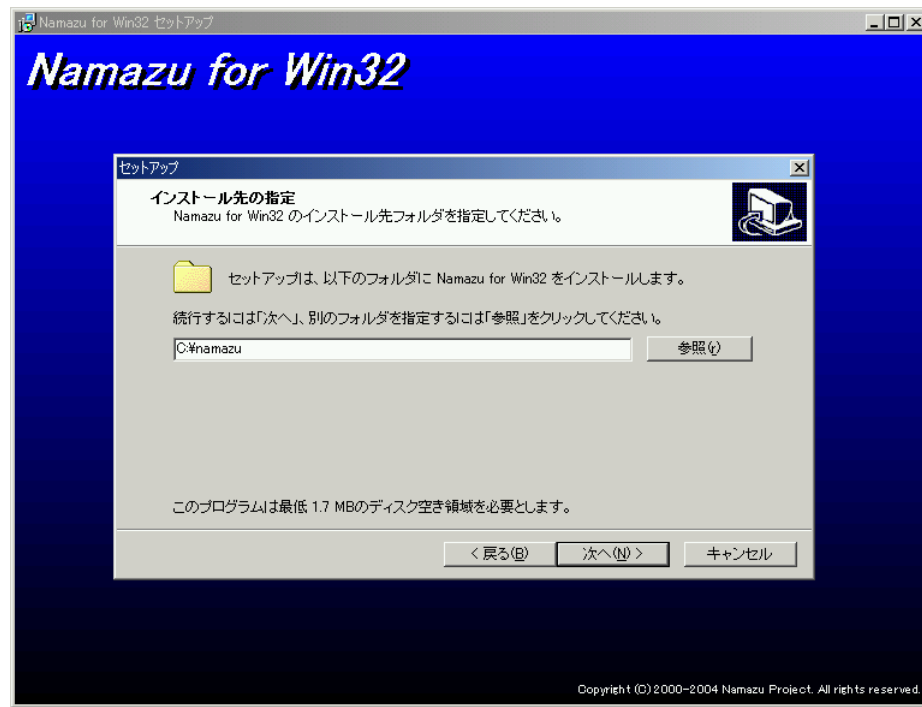 Namazu for Win32 セットアップ
Namazu for Win32
セットアップ
インストール先の指定
Namazu for Win32 のインストール先フォルダを指定してください。
セットアップは、以下のフォルダに Namazu for Win32 をインストールします。
続行するには「次へ」、別のフォルダを指定するには「参照」をクリックしてください。
C:¥namazu
参照(r)
このプログラムは最低 1.7 MBのディスク空き領域を必要とします。
< 戻る(B)
次へ(N) >
キャンセル
Copyright (C)2000-2004 Namazu Project. All rights reserved.